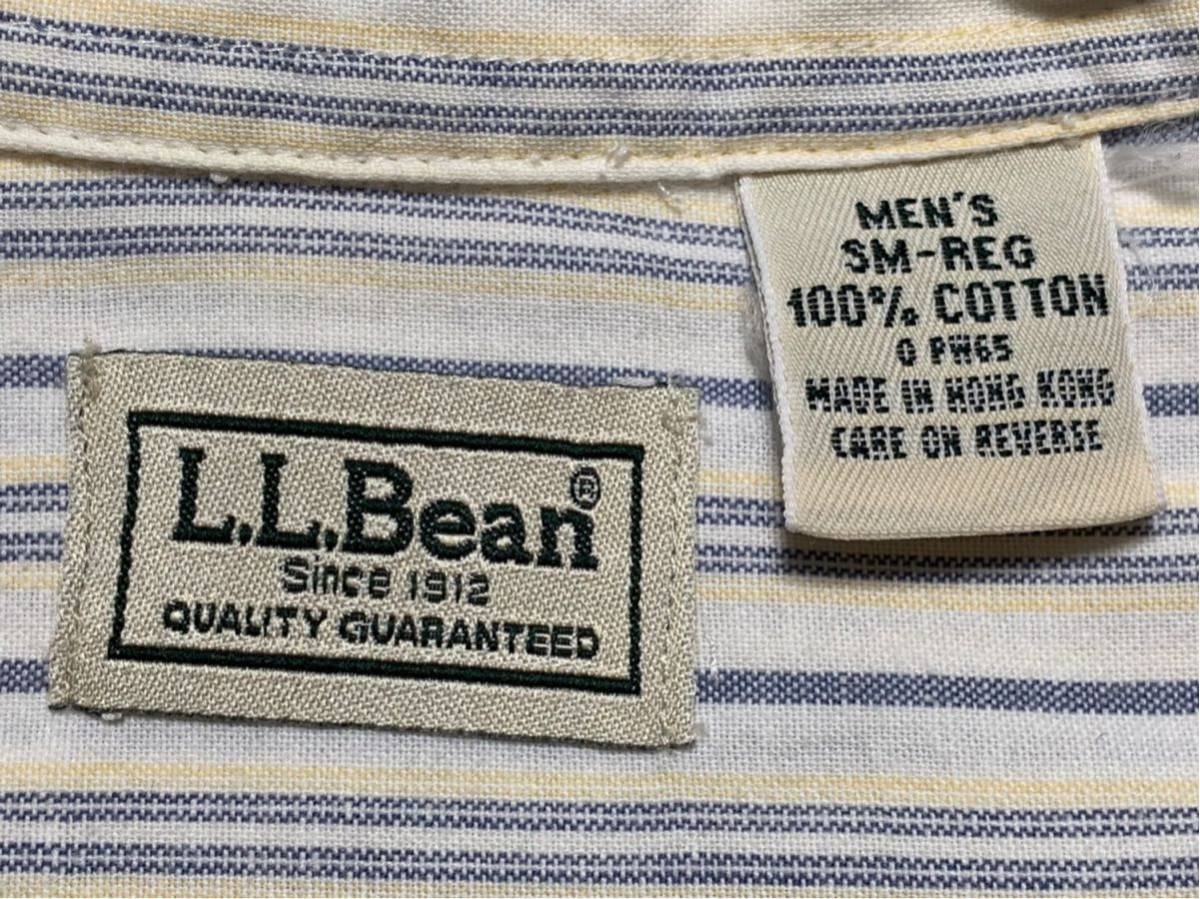 MEN'S
SM-REG
100% COTTON
0 PW65
MADE IN HONG KONG
CARE ON REVERSE
L.L.Bean®
Since 1912
QUALITY GUARANTEED